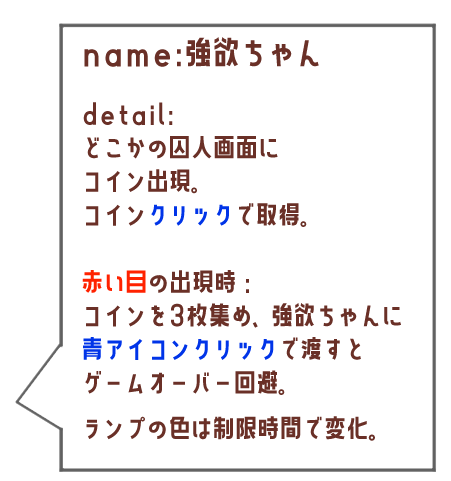 name:強欲ちゃん
detail:
どこかの囚人画面に
コイン出現。
コインクリックで取得。
赤い目の出現時：
コインを3枚集め、強欲ちゃんに
青アイコンクリックで渡すと
ゲームオーバー回避。
ランプの色は制限時間で変化。